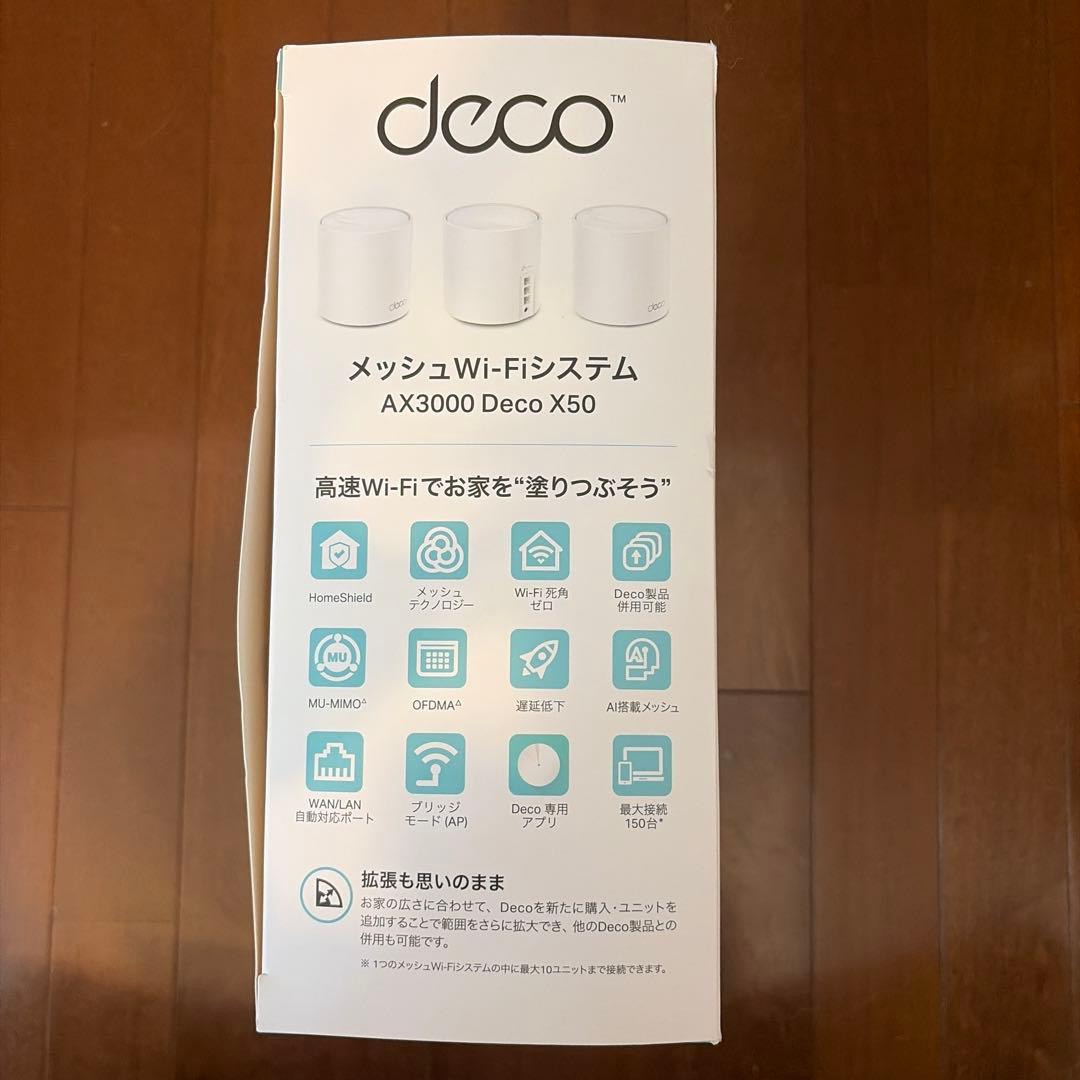 deco™
deco
deco
メッシュWi-Fiシステム
AX3000 Deco X50
高速Wi-Fiでお家を“塗りつぶそう”
HomeShield
メッシュ
テクノロジー
Wi-Fi 死角
ゼロ
Deco製品
併用可能
MU
MU-MIMO△
OFDMA△
遅延低下
AI
AI搭載メッシュ
WAN/LAN
自動対応ポート
ブリッジ
モード (AP)
Deco 専用
アプリ
最大接続
150台*
拡張も思いのまま
お家の広さに合わせて、Decoを新たに購入・ユニットを
追加することで範囲をさらに拡大でき、他のDeco製品との
併用も可能です。
※ 1つのメッシュWi-Fiシステムの中に最大10ユニットまで接続できます。